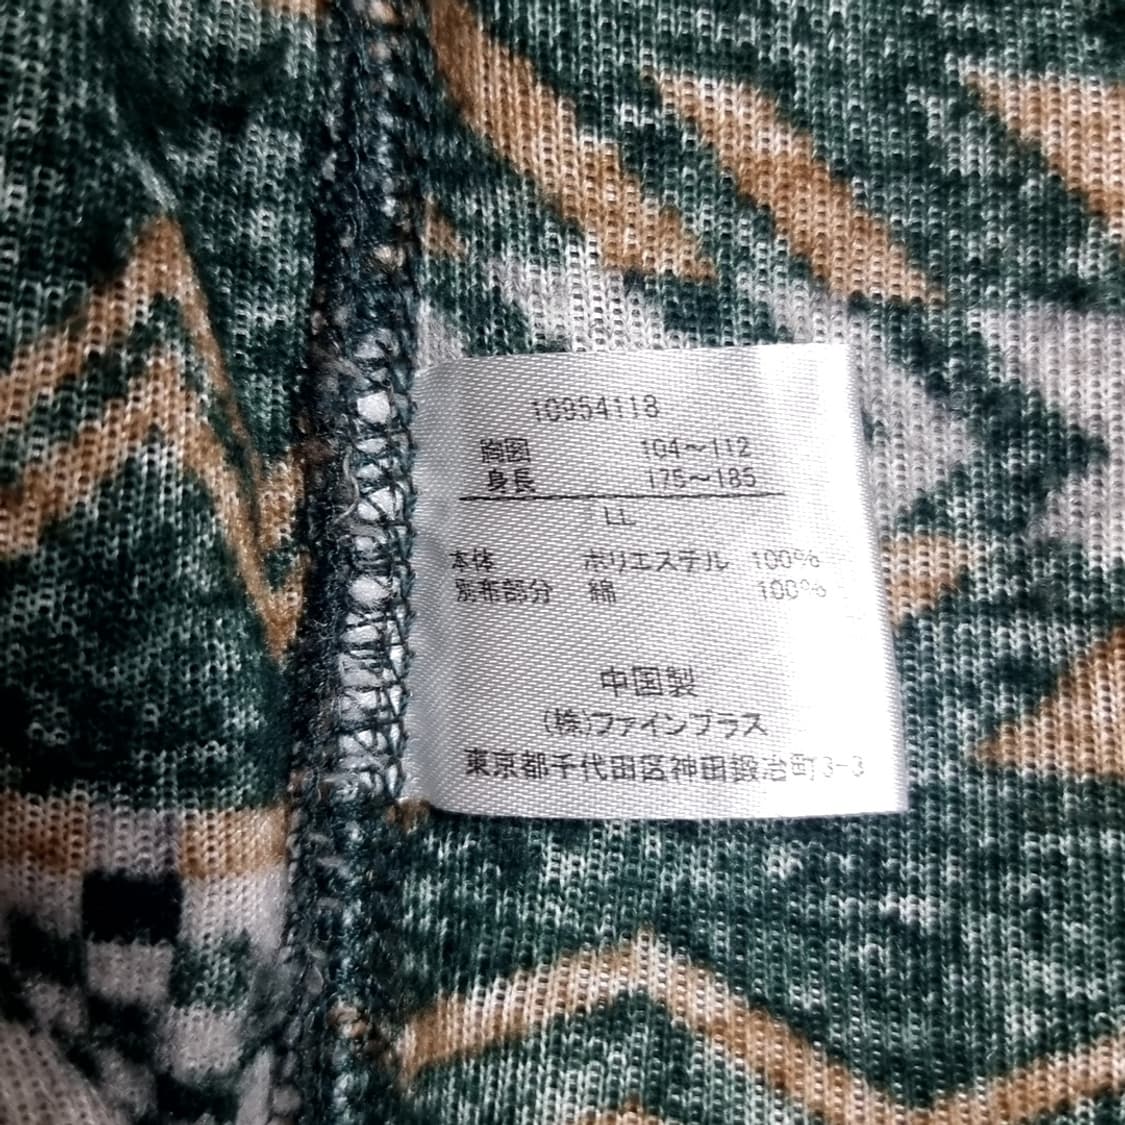 10954118
胸囲 104～112
身長 175～185
LL
本体 ポリエステル 100%
別布部分 綿 100%
中国製
(株)ファインプラス
東京都千代田区神田鍛冶町3-3